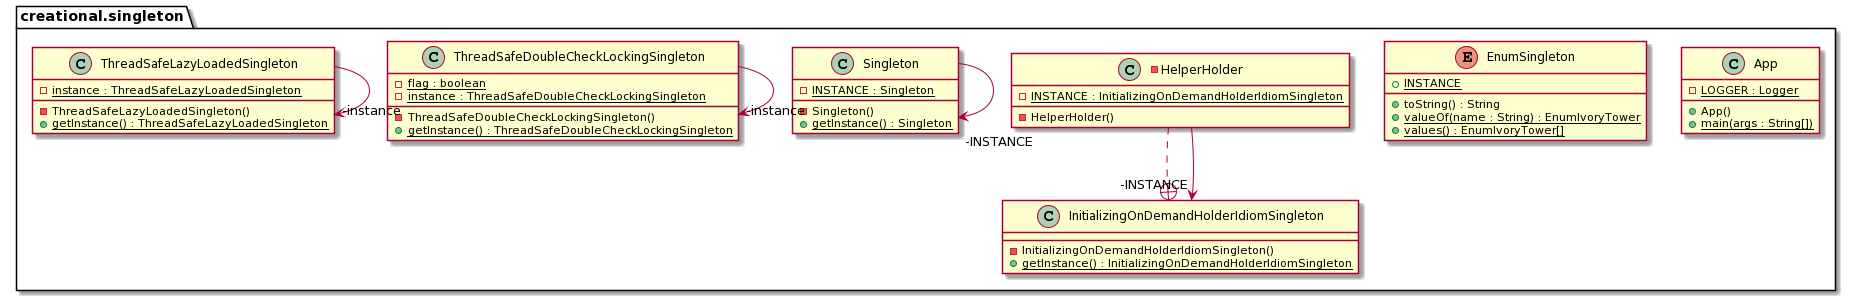 creational.singleton
C ThreadSafeLazyLoadedSingleton
instance : ThreadSafeLazyLoadedSingleton
ThreadSafeLazyLoadedSingleton()
getInstance() : ThreadSafeLazyLoadedSingleton
-instance
C ThreadSafeDoubleCheckLockingSingleton
flag : boolean
instance : ThreadSafeDoubleCheckLockingSingleton
ThreadSafeDoubleCheckLockingSingleton()
getInstance() : ThreadSafeDoubleCheckLockingSingleton
-instance
C Singleton
INSTANCE : Singleton
Singleton()
getInstance() : Singleton
-INSTANCE
C HelperHolder
INSTANCE : InitializingOnDemandHolderIdiomSingleton
HelperHolder()
-INSTANCE
C InitializingOnDemandHolderIdiomSingleton
InitializingOnDemandHolderIdiomSingleton()
getInstance() : InitializingOnDemandHolderIdiomSingleton
E EnumSingleton
INSTANCE
toString() : String
valueOf(name : String) : EnumIvoryTower
values() : EnumIvoryTower[]
C App
LOGGER : Logger
App()
main(args : String[])